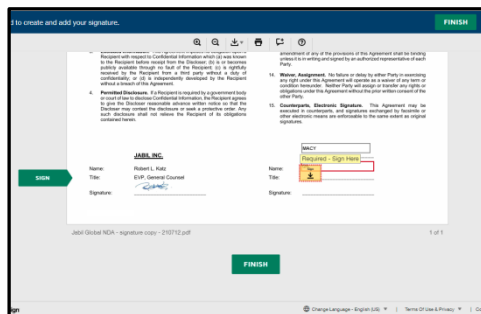 d to create and add your signature.
FINISH
Recipient with respect to Confidential Information which (a) was known
to the Recipient before receipt from the Discloser; (b) is or becomes
publicly available through no fault of the Recipient; (c) is rightfully
received by the Recipient from a third party without a duty of
confidentiality; or (d) is independently developed by the Recipient
without a breach of this Agreement.
4. Permitted Disclosure. If a Recipient is required by a government body
or court of law to disclose Confidential Information, the Recipient agrees
to give the Discloser reasonable advance written notice so that the
Discloser may contest the disclosure or seek a protective order. Any
such disclosure shall not relieve the Recipient of its obligations
contained herein.
amendment of any of the provisions of this Agreement shall be binding
unless it is in writing and signed by an authorized representative of each
Party.
14. Waiver, Assignment. No failure or delay by either Party in exercising
any right under this Agreement will operate as a waiver of any term or
condition hereunder. Neither Party will assign or transfer any rights or
obligations under this Agreement without the prior written consent of the
other Party.
15. Counterparts, Electronic Signature. This Agreement may be
executed in counterparts, and signatures exchanged by facsimile or
other electronic means are enforceable to the same extent as original
signatures.
JABIL INC.
Name: Robert L. Katz
Title: EVP, General Counsel
Signature:
MACY
Required - Sign Here
Name:
Title:
Sign
Signature:
SIGN
Jabil Global NDA - signature copy - 210712.pdf
1 of 1
FINISH
Change Language - English (US)
Terms Of Use & Privacy